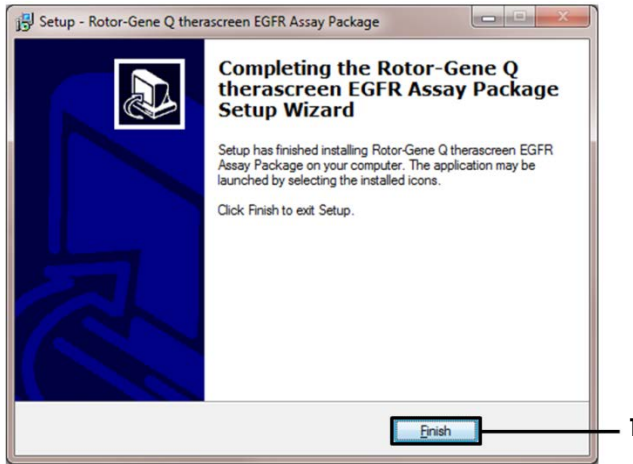 Setup - Rotor-Gene Q therascreen EGFR Assay Package
Completing the Rotor-Gene Q
therascreen EGFR Assay Package
Setup Wizard
Setup has finished installing Rotor-Gene Q therascreen EGFR
Assay Package on your computer. The application may be
launched by selecting the installed icons.
Click Finish to exit Setup.
Finish
1